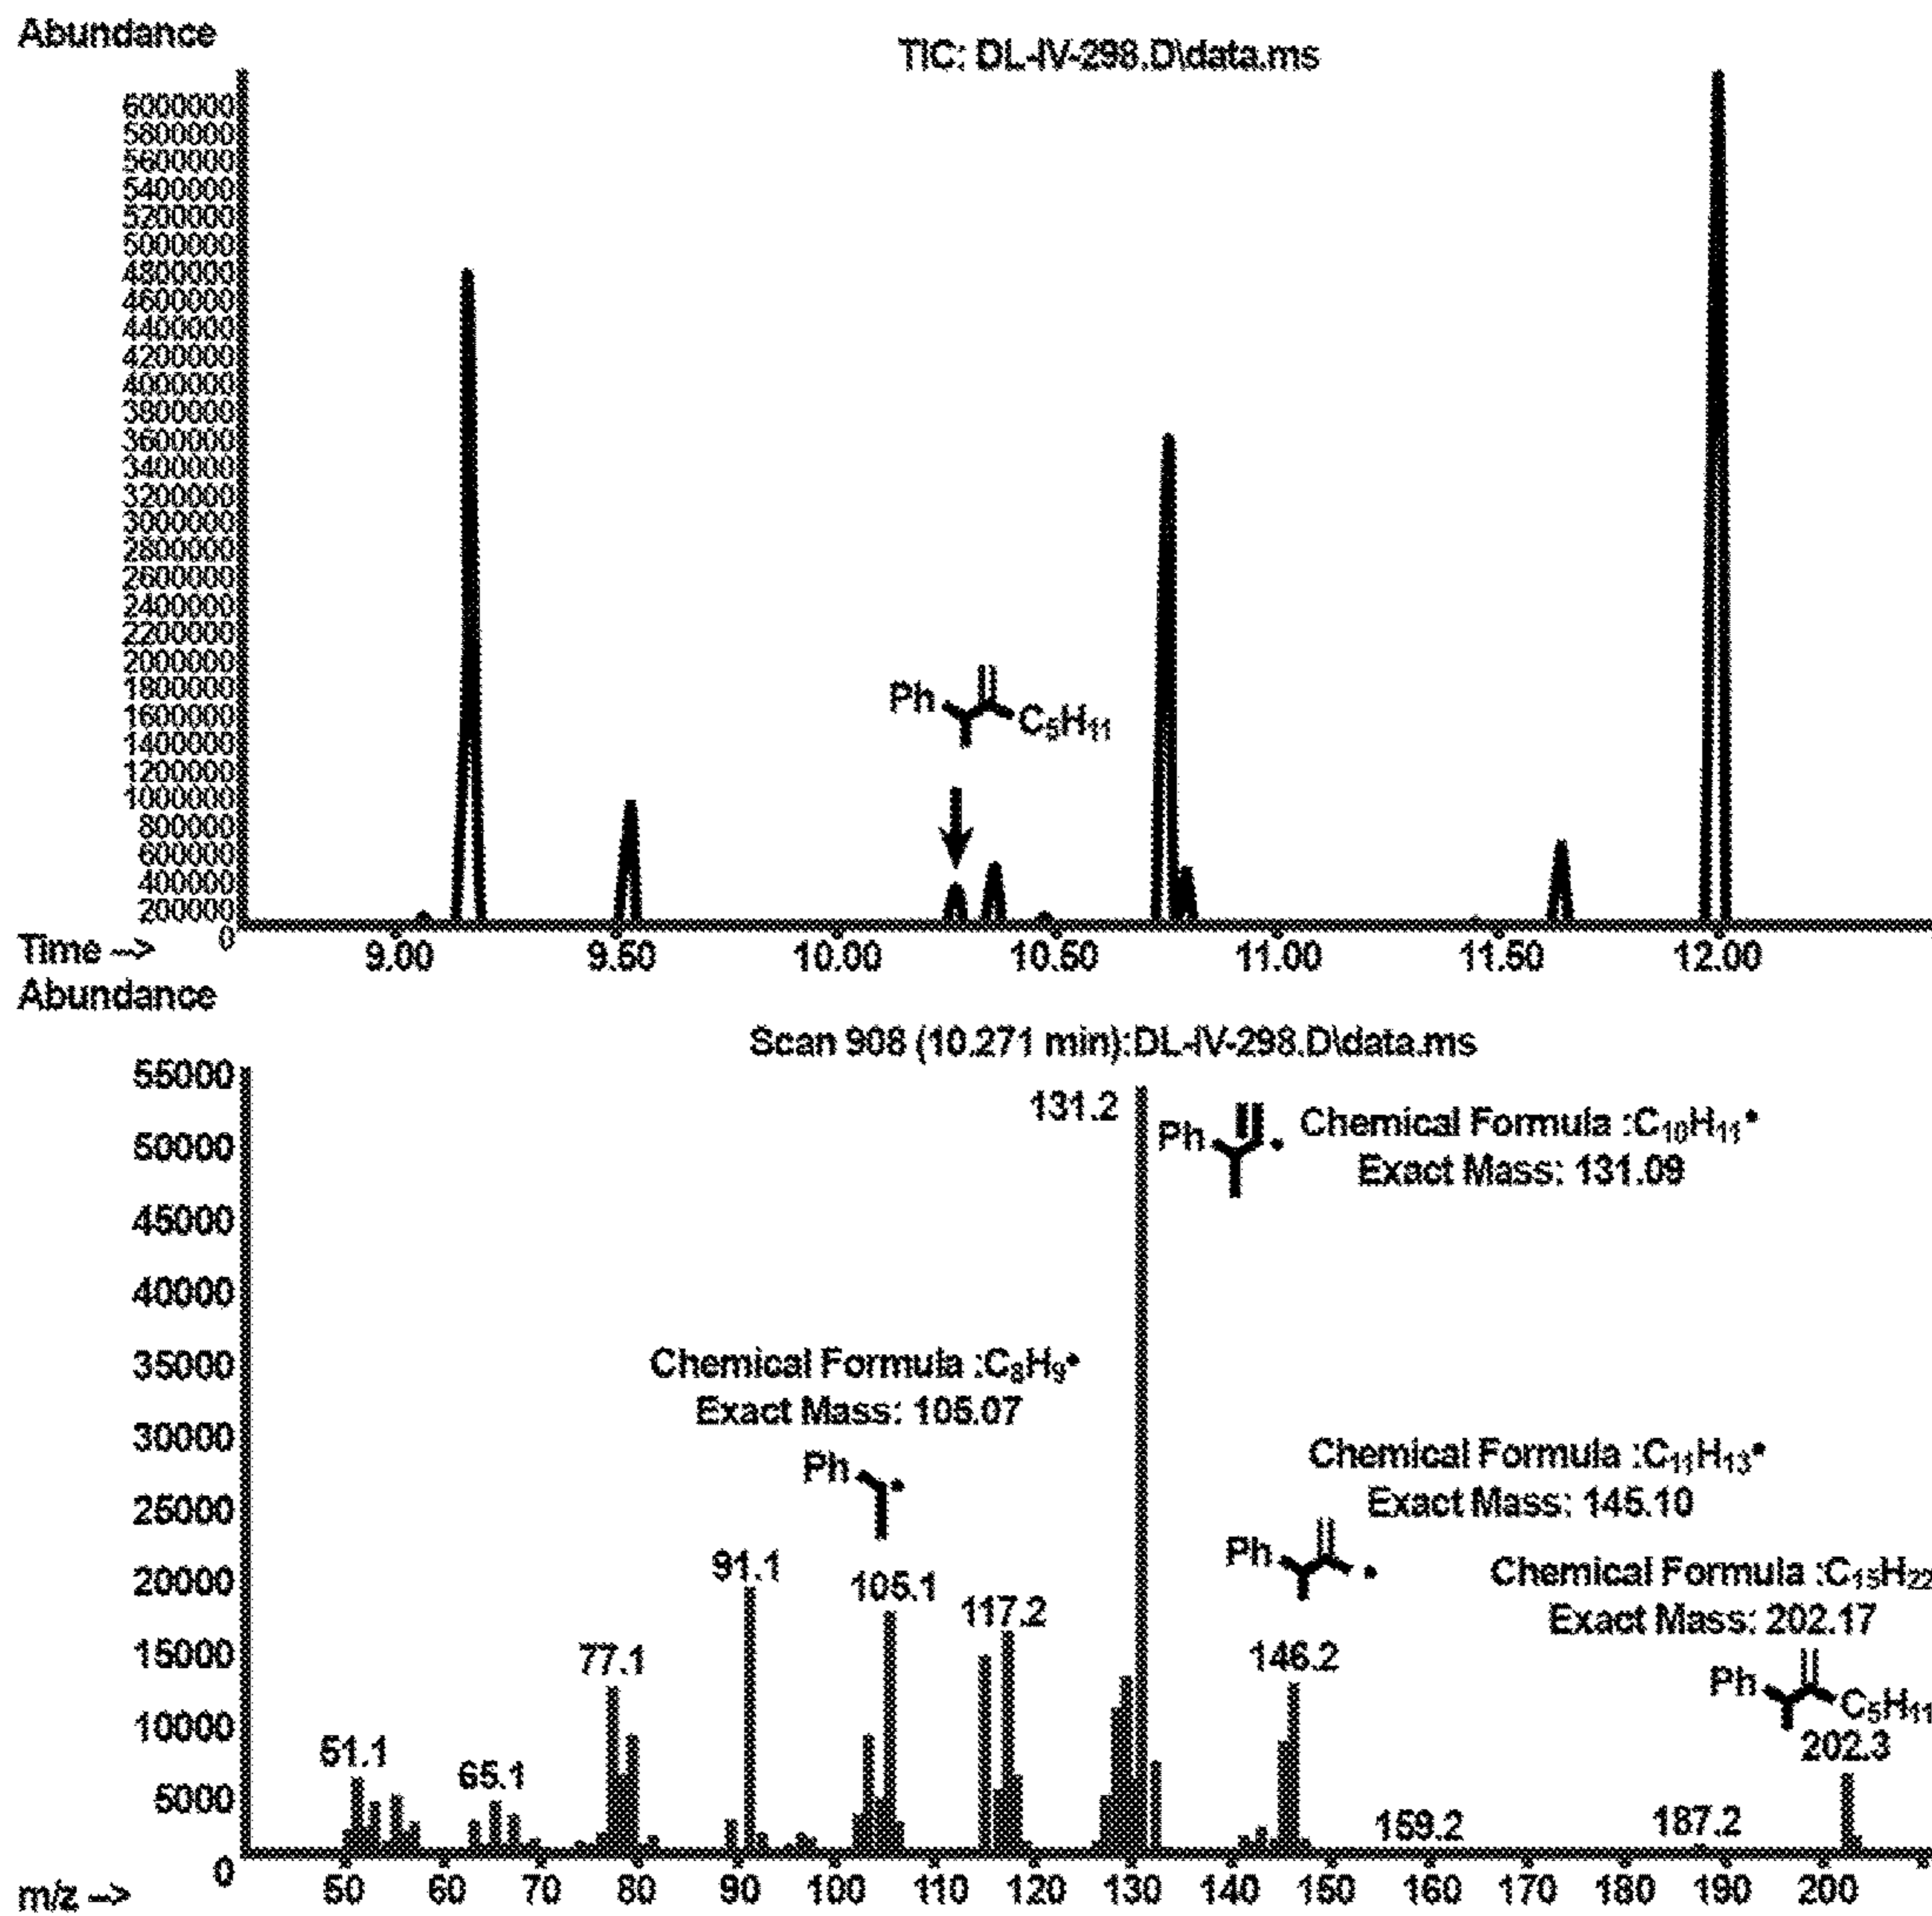 Abundance
TIC: DL-IV-298.D\data.ms
6000000
5800000
5600000
5400000
5200000
5000000
4800000
4600000
4400000
4200000
4000000
3800000
3600000
3400000
3200000
3000000
2800000
2600000
2400000
2200000
2000000
1800000
1600000
1400000
1200000
1000000
800000
600000
400000
200000
0
Ph C₅H₁₁
Time -->
9.00 9.50 10.00 10.50 11.00 11.50 12.00
Abundance
Scan 908 (10.271 min):DL-IV-298.D\data.ms
55000
50000
45000
40000
35000
30000
25000
20000
15000
10000
5000
0
131.2
Ph
Chemical Formula :C₁₀H₁₁•
Exact Mass: 131.09
Chemical Formula :C₈H₉•
Exact Mass: 105.07
Ph
Chemical Formula :C₁₁H₁₃•
Exact Mass: 145.10
Ph
Chemical Formula :C₁₅H₂₂
Exact Mass: 202.17
Ph C₅H₁₁
51.1
65.1
77.1
91.1
105.1
117.2
146.2
159.2
187.2
202.3
m/z -->
50 60 70 80 90 100 110 120 130 140 150 160 170 180 190 200